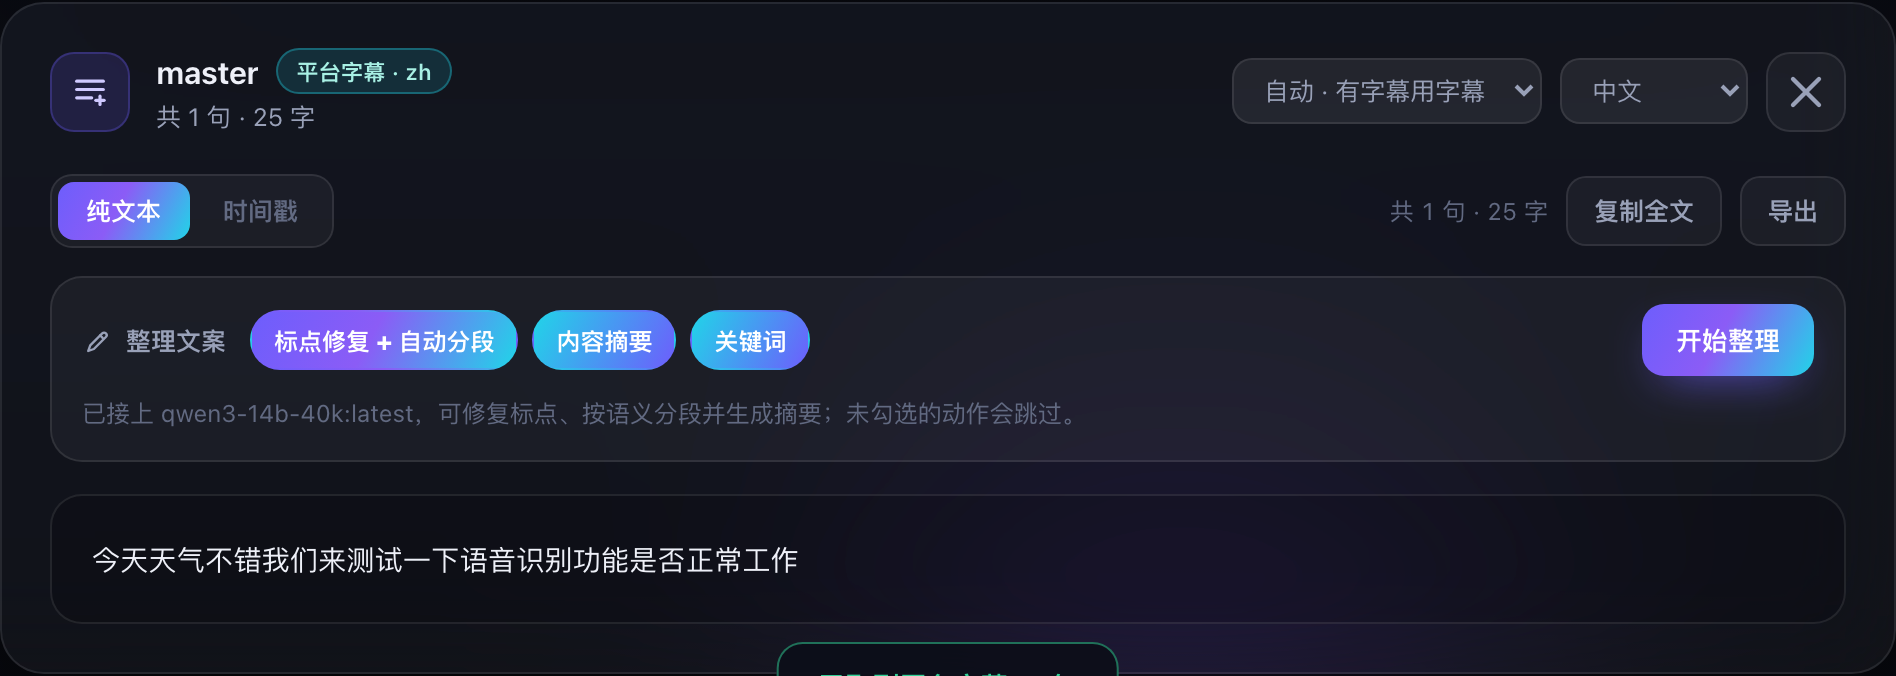 master 平台字幕 · zh
共 1 句 · 25 字
自动 · 有字幕用字幕
中文
纯文本 时间戳
共 1 句 · 25 字 复制全文 导出
整理文案 标点修复 + 自动分段 内容摘要 关键词 开始整理
已接上 qwen3-14b-40k:latest，可修复标点、按语义分段并生成摘要；未勾选的动作会跳过。
今天天气不错我们来测试一下语音识别功能是否正常工作